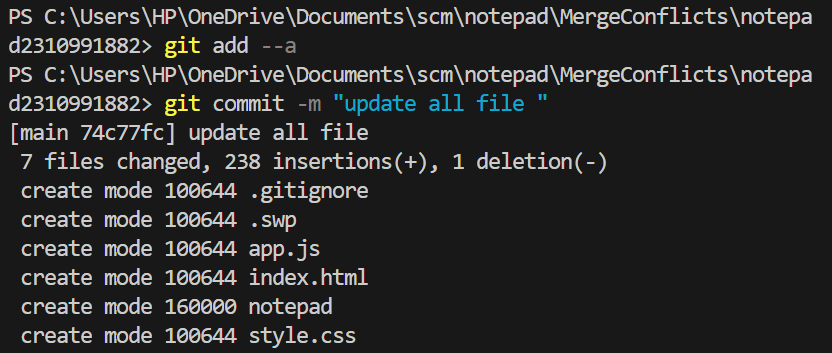 PS C:\Users\HP\OneDrive\Documents\scm\notepad\MergeConflicts\notepa
d2310991882> git add --a
PS C:\Users\HP\OneDrive\Documents\scm\notepad\MergeConflicts\notepa
d2310991882> git commit -m "update all file "
[main 74c77fc] update all file
 7 files changed, 238 insertions(+), 1 deletion(-)
 create mode 100644 .gitignore
 create mode 100644 .swp
 create mode 100644 app.js
 create mode 100644 index.html
 create mode 160000 notepad
 create mode 100644 style.css